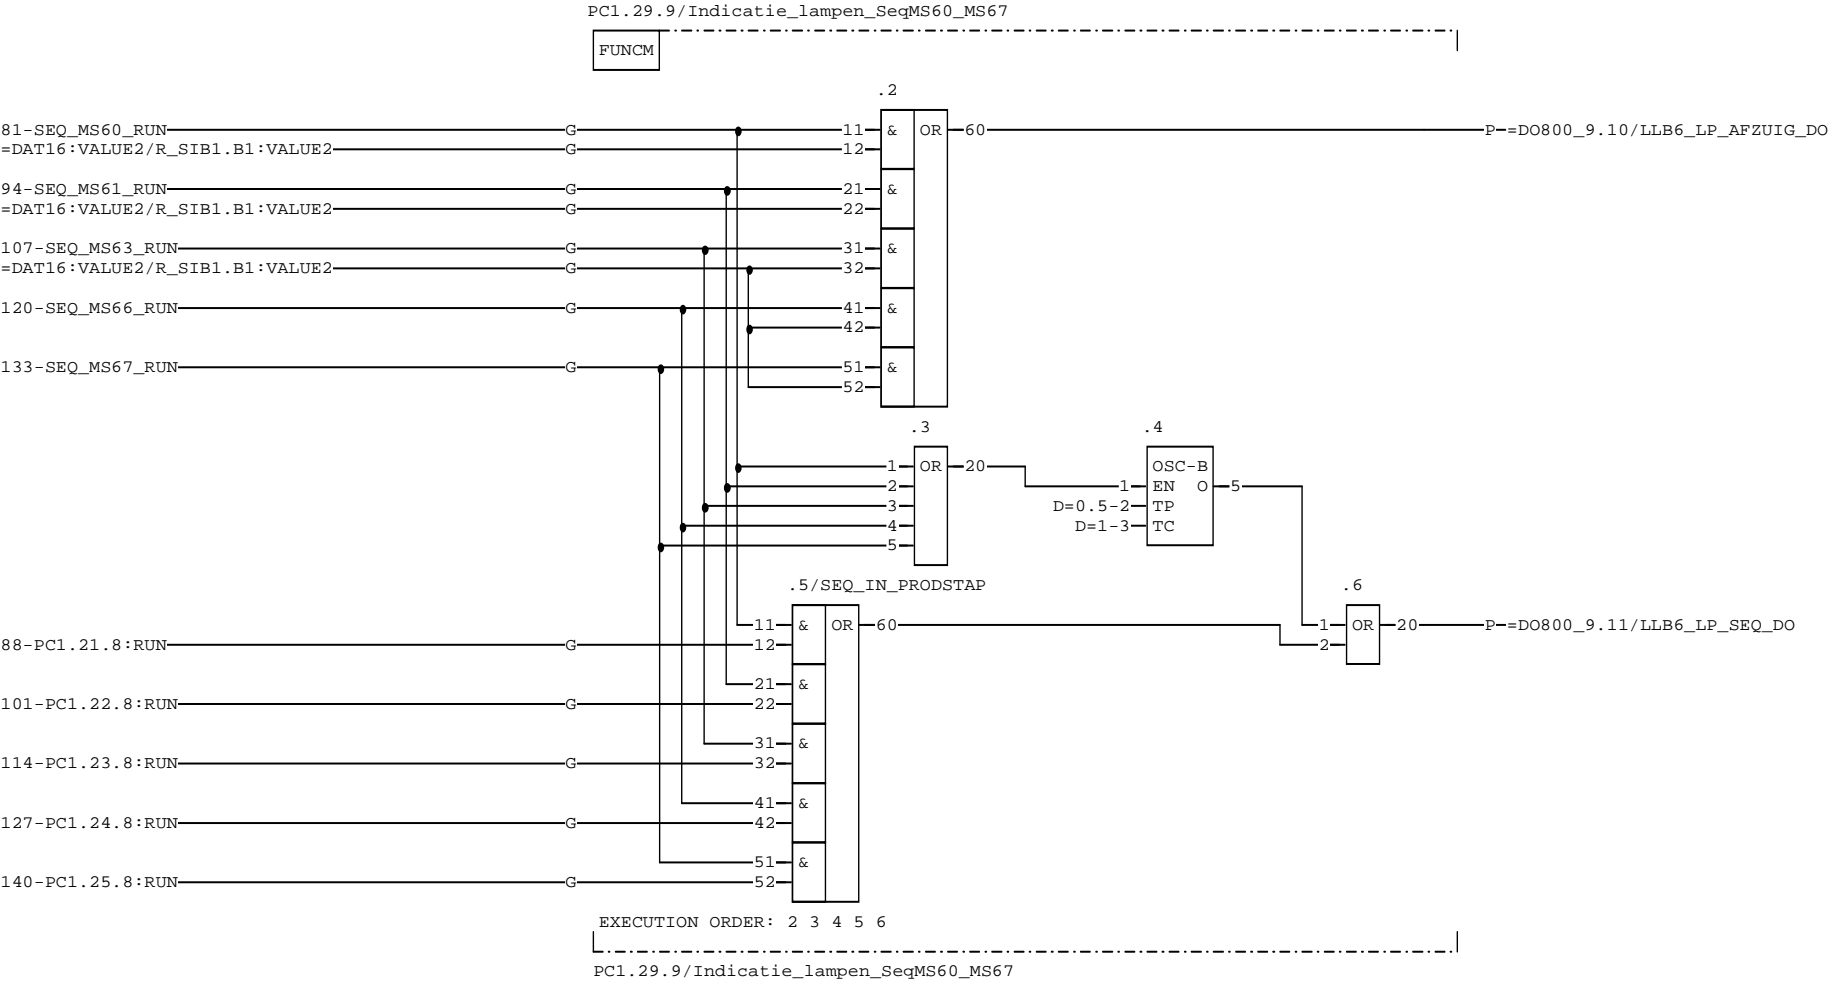 PC1.29.9/Indicatie_lampen_SeqMS60_MS67
FUNCM
.2
81-SEQ_MS60_RUN G 11 & OR 60 P-=DO800_9.10/LLB6_LP_AFZUIG_DO
=DAT16:VALUE2/R_SIB1.B1:VALUE2 G 12
94-SEQ_MS61_RUN G 21 &
=DAT16:VALUE2/R_SIB1.B1:VALUE2 G 22
107-SEQ_MS63_RUN G 31 &
=DAT16:VALUE2/R_SIB1.B1:VALUE2 G 32
120-SEQ_MS66_RUN G 41 &
42
133-SEQ_MS67_RUN G 51 &
52
.3 .4
1 OR 20 OSC-B
2 1 EN O 5
3 D=0.5-2 TP
4 D=1-3 TC
5
.5/SEQ_IN_PRODSTAP .6
11 & OR 60 1 OR 20 P-=DO800_9.11/LLB6_LP_SEQ_DO
88-PC1.21.8:RUN G 12 2
21 &
101-PC1.22.8:RUN G 22
31 &
114-PC1.23.8:RUN G 32
41 &
127-PC1.24.8:RUN G 42
51 &
140-PC1.25.8:RUN G 52
EXECUTION ORDER: 2 3 4 5 6
PC1.29.9/Indicatie_lampen_SeqMS60_MS67